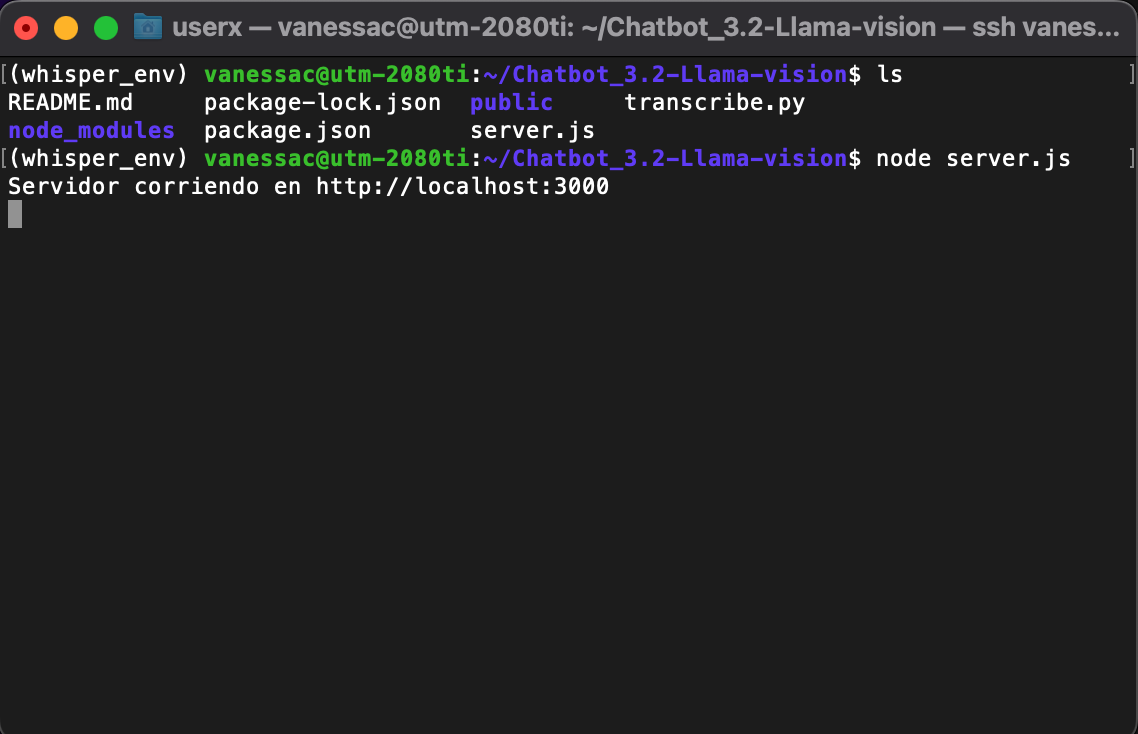 userx — vanessac@utm-2080ti: ~/Chatbot_3.2-Llama-vision — ssh vanes...
[(whisper_env) vanessac@utm-2080ti:~/Chatbot_3.2-Llama-vision$ ls ]
README.md package-lock.json public transcribe.py
node_modules package.json server.js
[(whisper_env) vanessac@utm-2080ti:~/Chatbot_3.2-Llama-vision$ node server.js ]
Servidor corriendo en http://localhost:3000